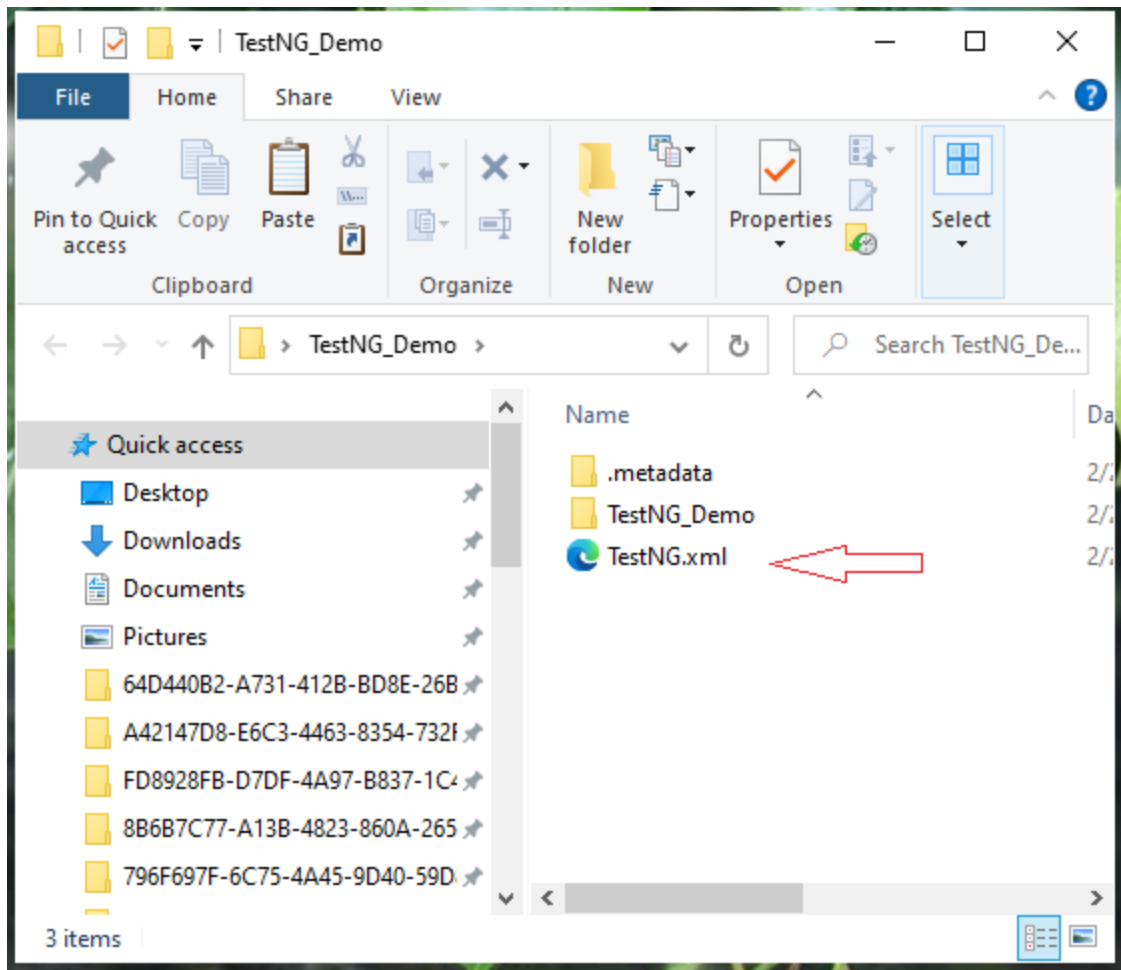 TestNG_Demo
File Home Share View
Pin to Quick access
Copy
Paste
New folder
Properties
Select
Clipboard Organize New Open
TestNG_Demo
Search TestNG_De...
Name
Da
Quick access
Desktop
Downloads
Documents
Pictures
64D440B2-A731-412B-BD8E-26B
A42147D8-E6C3-4463-8354-732
FD8928FB-D7DF-4A97-B837-1C
8B6B7C77-A13B-4823-860A-265
796F697F-6C75-4A45-9D40-59D
.metadata 2/
TestNG_Demo 2/
TestNG.xml 2/
3 items